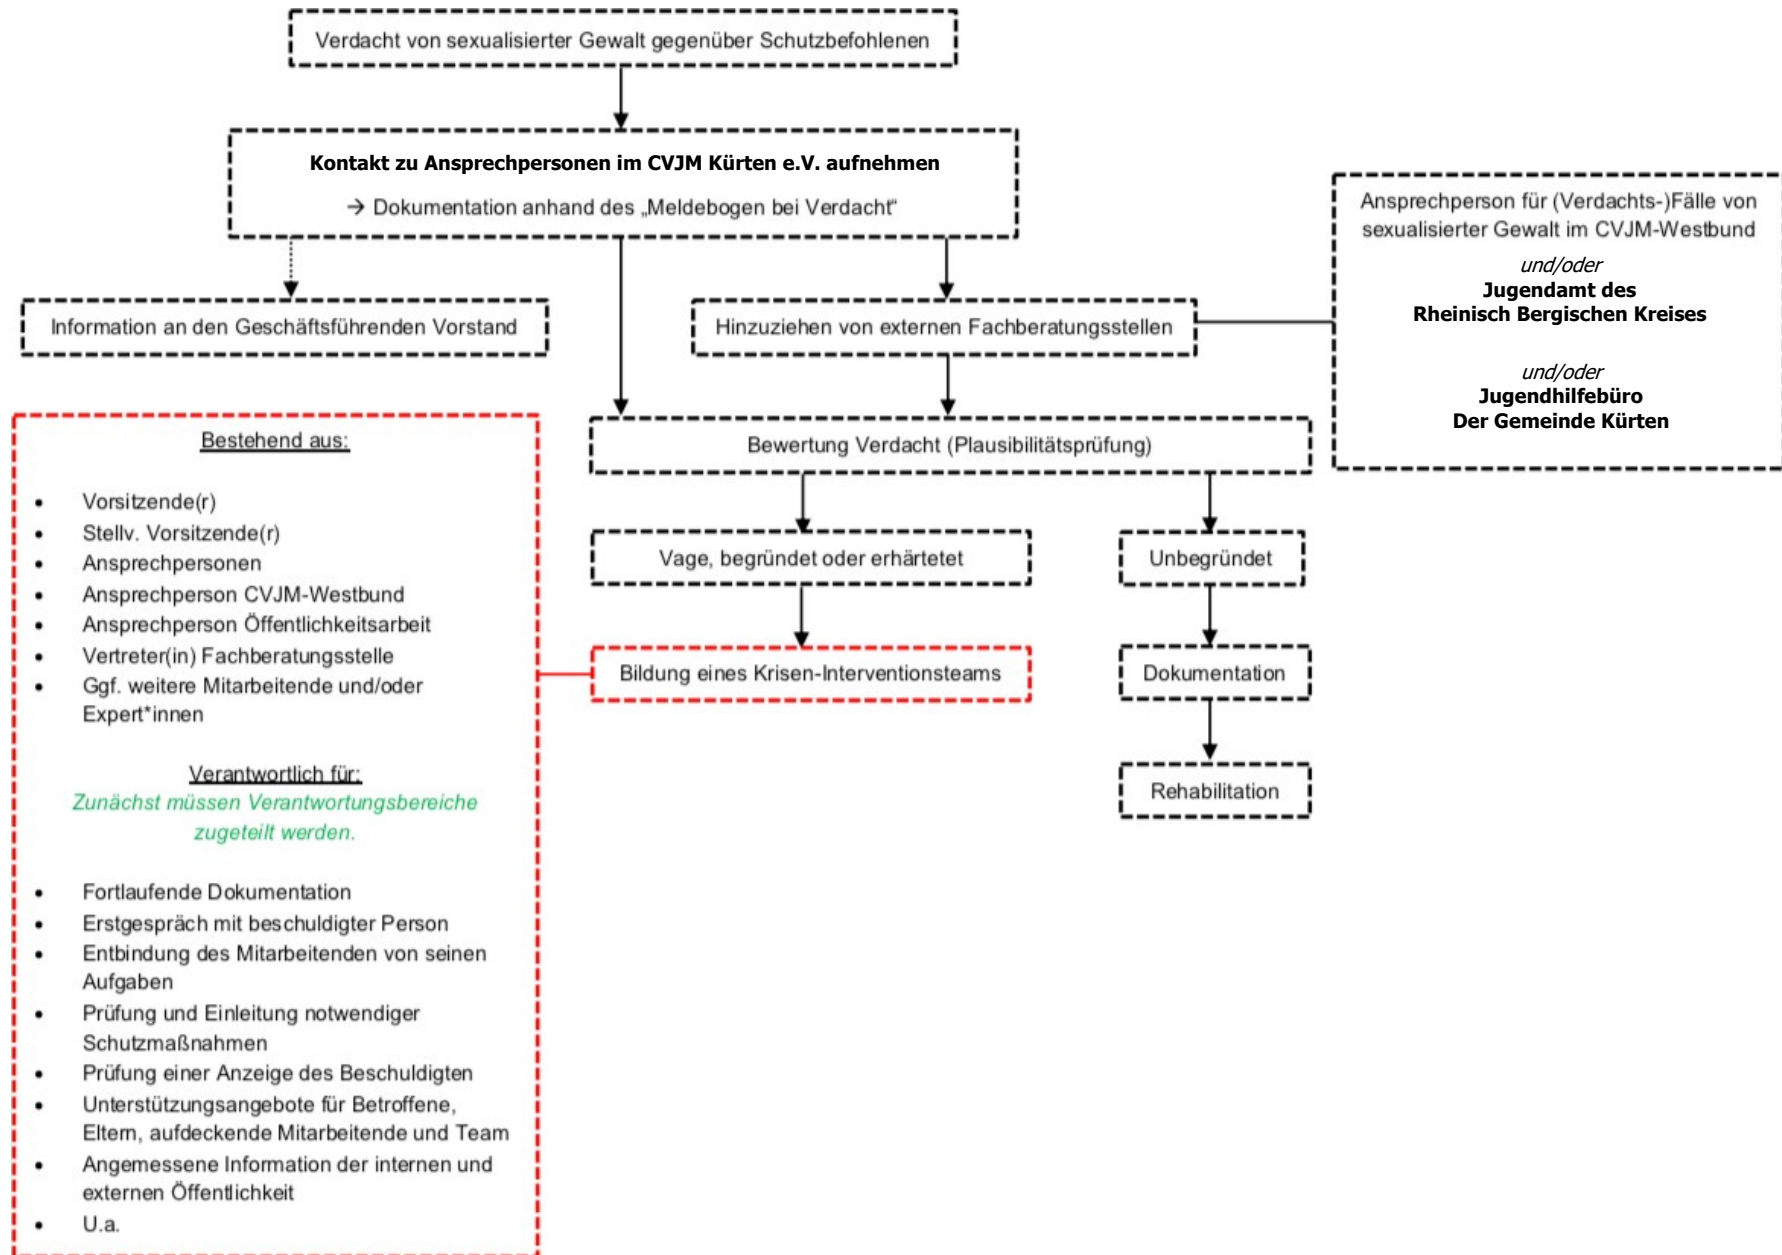 Verdacht von sexualisierter Gewalt gegenüber Schutzbefohlenen
Kontakt zu Ansprechpersonen im CVJM Kürten e.V. aufnehmen
→ Dokumentation anhand des „Meldebogen bei Verdacht“
Ansprechperson für (Verdachts-)Fälle von
sexualisierter Gewalt im CVJM-Westbund
und/oder
Jugendamt des
Rheinisch Bergischen Kreises
und/oder
Jugendhilfebüro
Der Gemeinde Kürten
Information an den Geschäftsführenden Vorstand
Hinzuziehen von externen Fachberatungsstellen
Bewertung Verdacht (Plausibilitätsprüfung)
Vage, begründet oder erhärtetet
Unbegründet
Bildung eines Krisen-Interventionsteams
Dokumentation
Rehabilitation
Bestehend aus:
• Vorsitzende(r)
• Stellv. Vorsitzende(r)
• Ansprechpersonen
• Ansprechperson CVJM-Westbund
• Ansprechperson Öffentlichkeitsarbeit
• Vertreter(in) Fachberatungsstelle
• Ggf. weitere Mitarbeitende und/oder
Expert*innen
Verantwortlich für:
Zunächst müssen Verantwortungsbereiche
zugeteilt werden.
• Fortlaufende Dokumentation
• Erstgespräch mit beschuldigter Person
• Entbindung des Mitarbeitenden von seinen
Aufgaben
• Prüfung und Einleitung notwendiger
Schutzmaßnahmen
• Prüfung einer Anzeige des Beschuldigten
• Unterstützungsangebote für Betroffene,
Eltern, aufdeckende Mitarbeitende und Team
• Angemessene Information der internen und
externen Öffentlichkeit
• U.a.